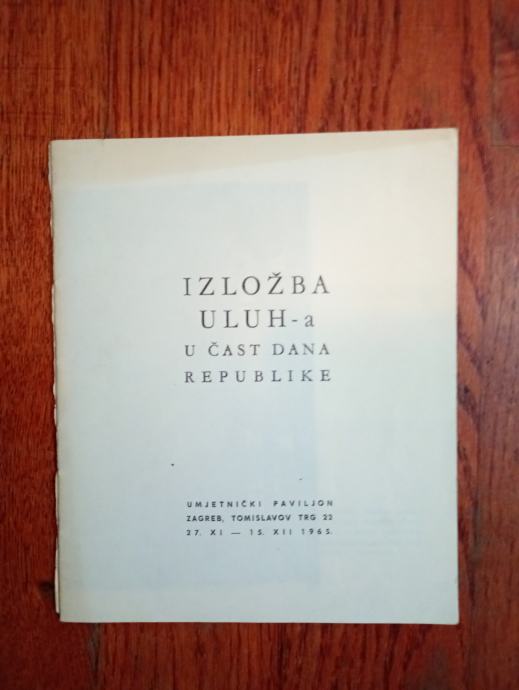 IZLOŽBA
ULUH-a
U ČAST DANA
REPUBLIKE
UMJETNIČKI PAVILJON
ZAGREB, TOMISLAVOV TRG 22
27. XI — 15. XII 1965.